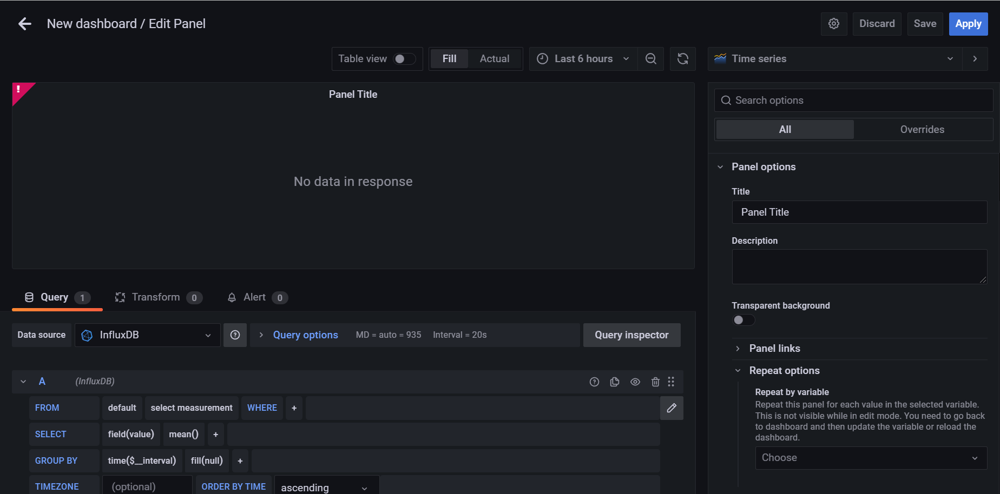 New dashboard / Edit Panel
Discard
Save
Apply
Table view
Fill
Actual
Last 6 hours
Time series
!
Panel Title
No data in response
Search options
All
Overrides
Panel options
Title
Panel Title
Description
Transparent background
Panel links
Repeat options
Repeat by variable
Repeat this panel for each value in the selected variable.
This is not visible while in edit mode. You need to go back
to dashboard and then update the variable or reload the
dashboard.
Choose
Query 1
Transform 0
Alert 0
Data source
InfluxDB
?
Query options
MD = auto = 935
Interval = 20s
Query inspector
A
(InfluxDB)
?
FROM default select measurement WHERE +
SELECT field(value) mean() +
GROUP BY time($__interval) fill(null) +
TIMEZONE (optional) ORDER BY TIME ascending